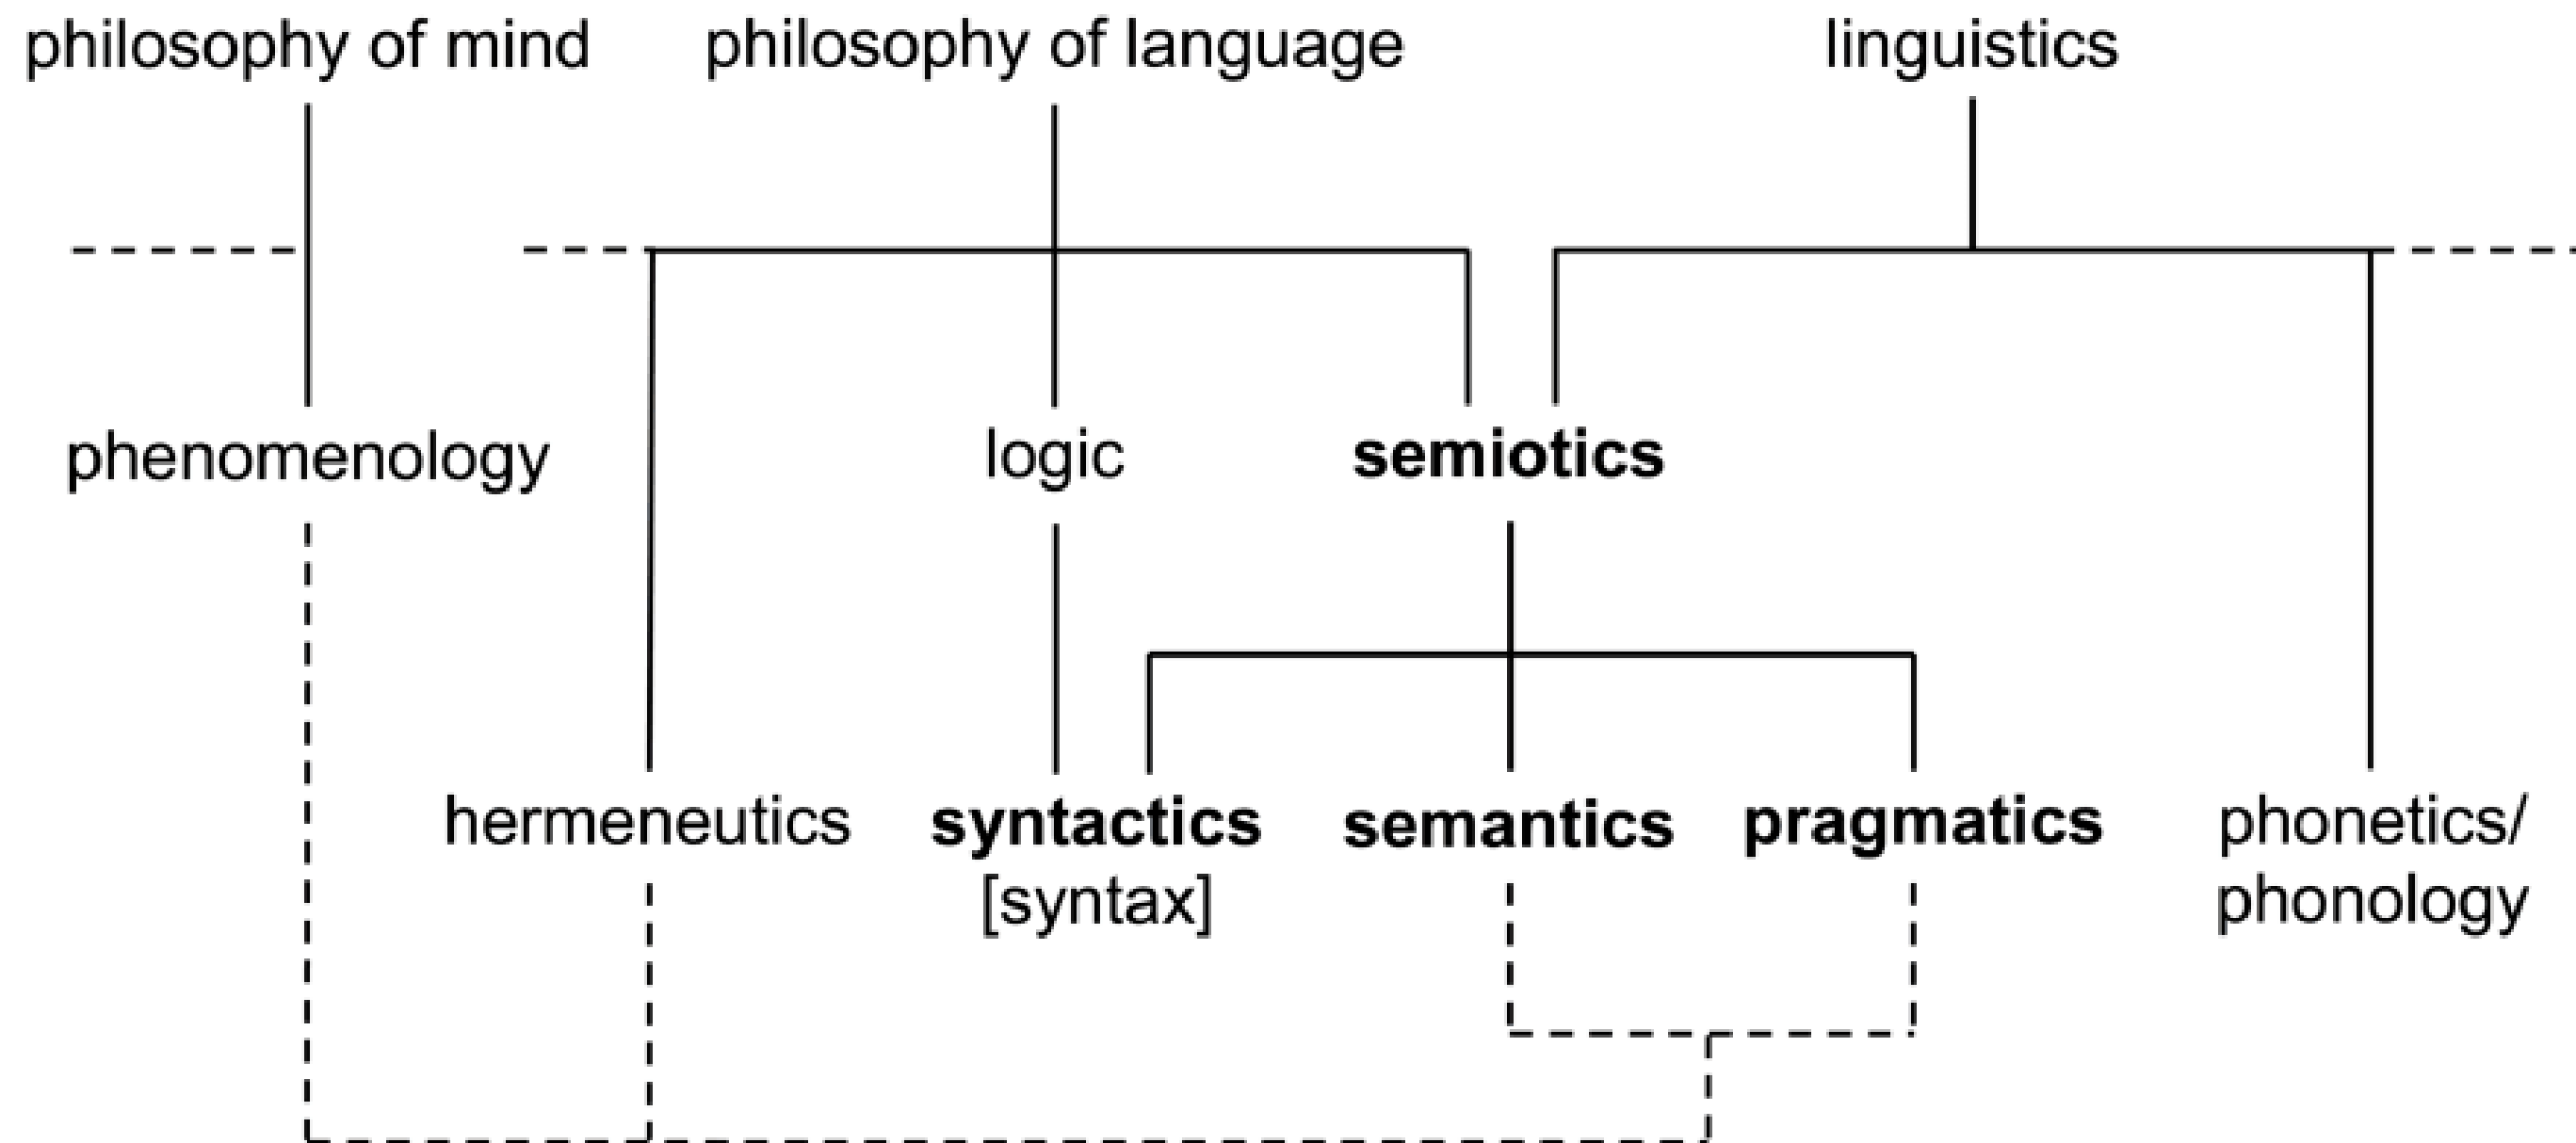 philosophy of mind
philosophy of language
linguistics
phenomenology
logic
semiotics
hermeneutics
syntactics
[syntax]
semantics
pragmatics
phonetics/
phonology